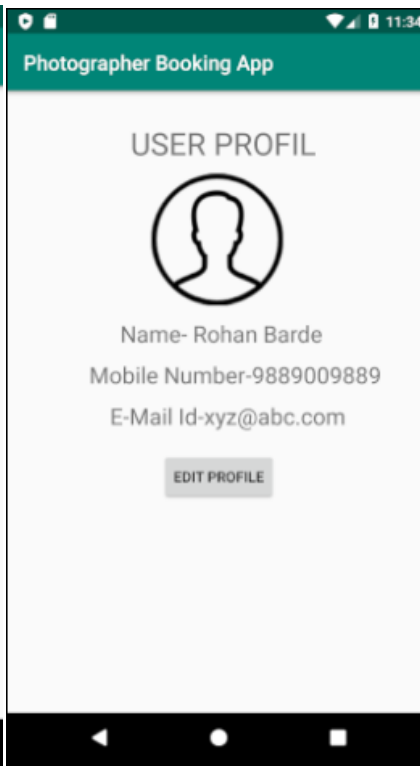 11:34
Photographer Booking App
USER PROFIL
Name- Rohan Barde
Mobile Number-9889009889
E-Mail Id-xyz@abc.com
EDIT PROFILE